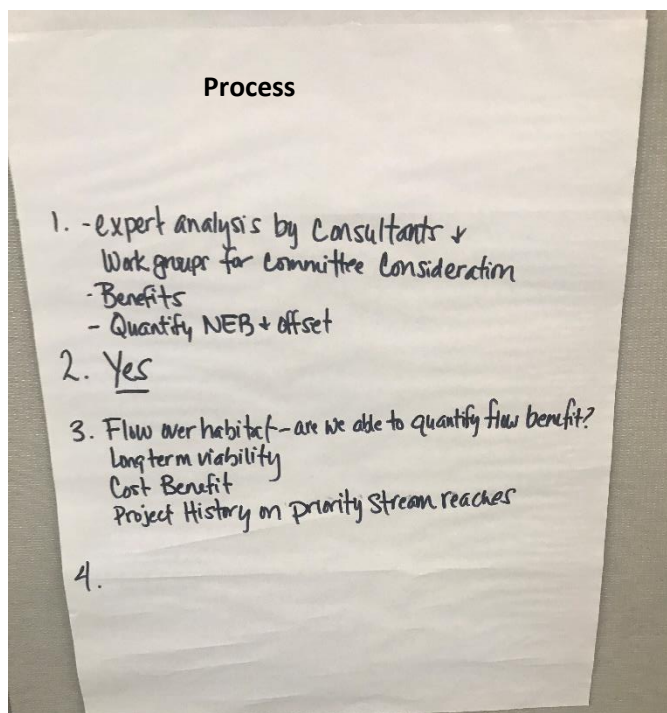 Process
1. - expert analysis by Consultants +
Work groups for Committee Consideration
- Benefits
- Quantify NEB + offset
2. Yes
3. Flow over habitat - are we able to quantify flow benefit?
Long term viability
Cost Benefit
Project History on priority stream reaches
4.